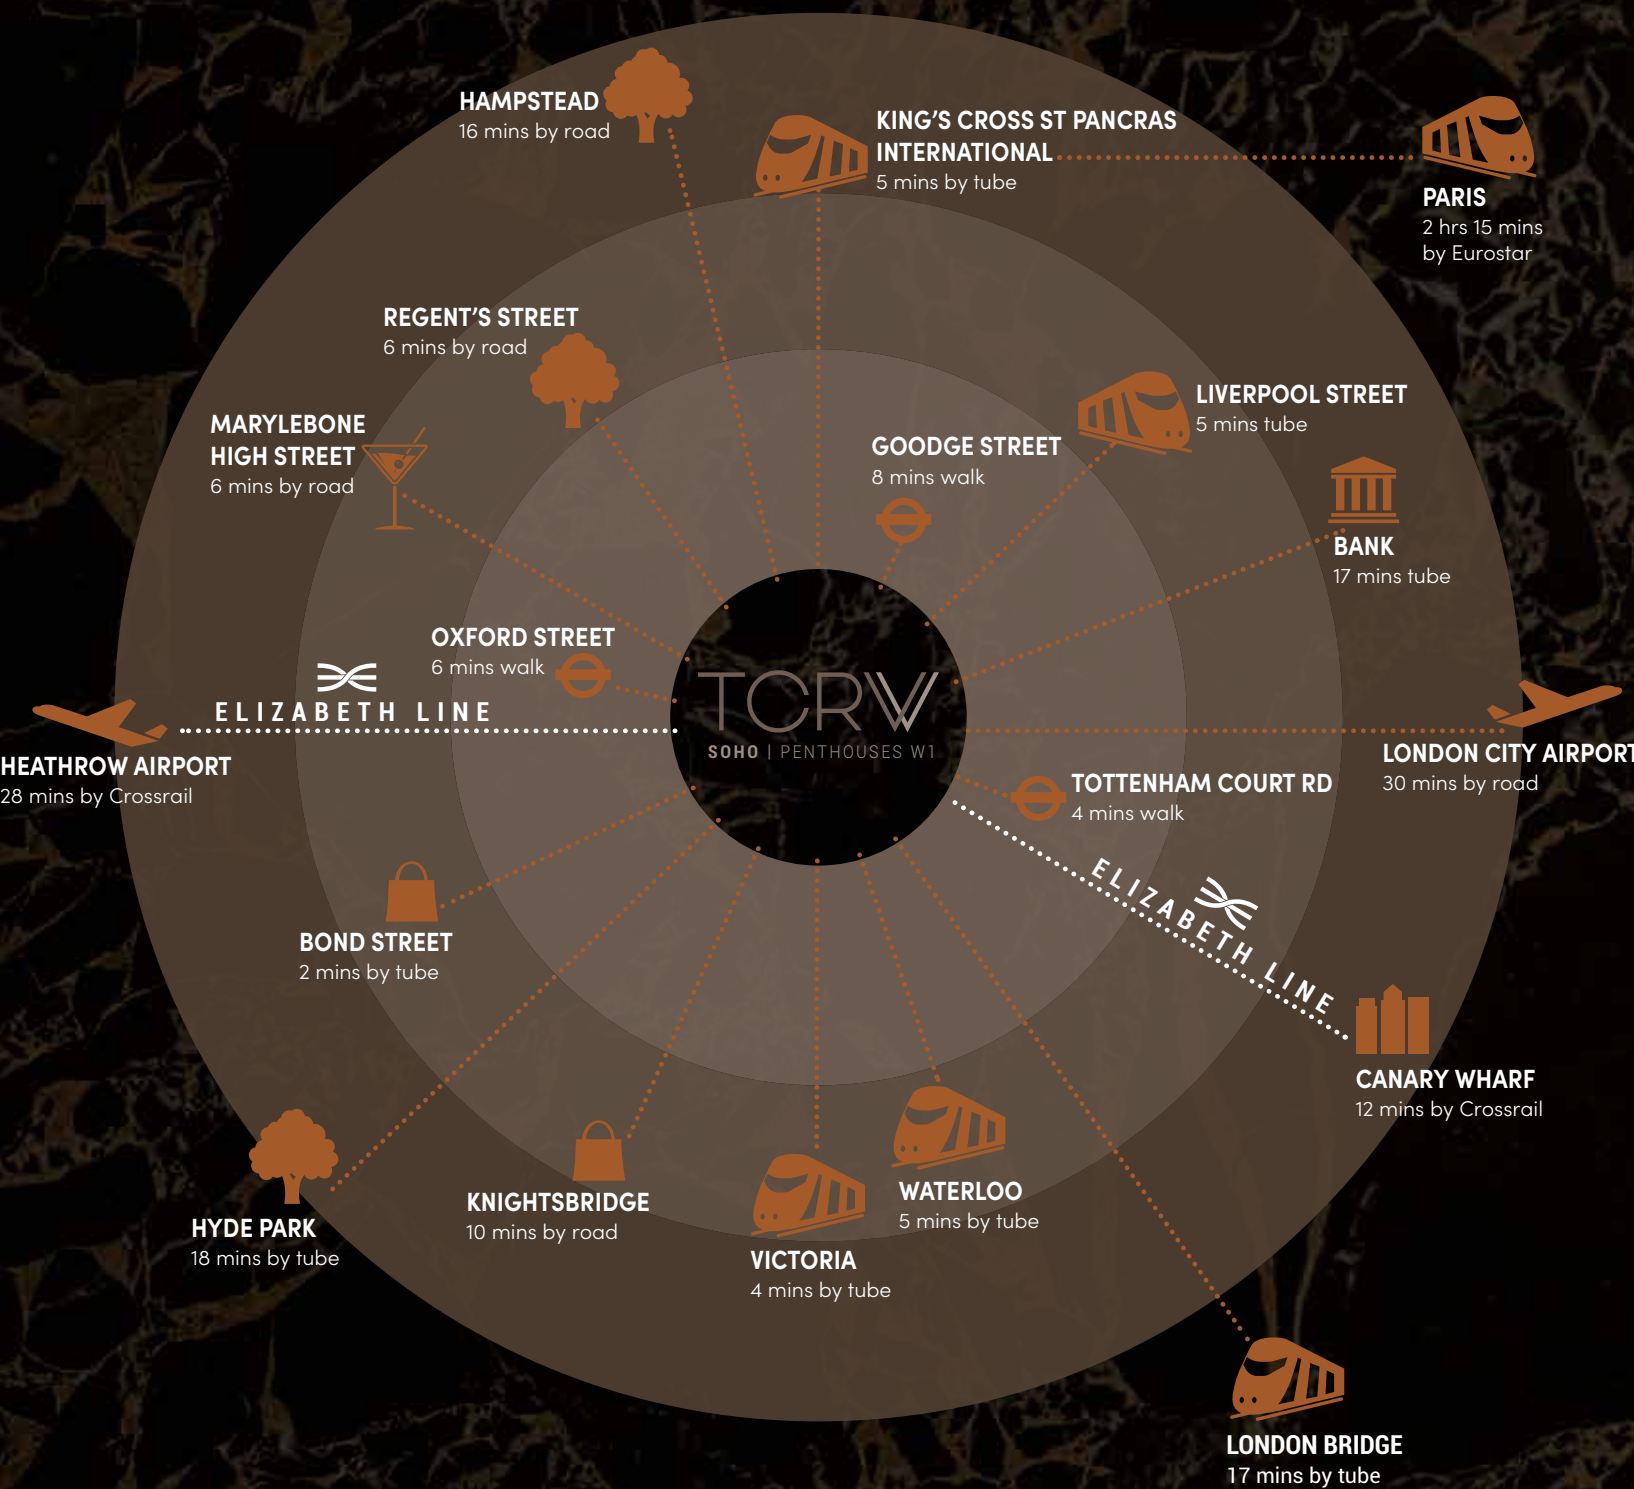 HAMPSTEAD
16 mins by road
KING'S CROSS ST PANCRAS
INTERNATIONAL
5 mins by tube
PARIS
2 hrs 15 mins
by Eurostar
REGENT'S STREET
6 mins by road
LIVERPOOL STREET
5 mins tube
MARYLEBONE
HIGH STREET
6 mins by road
GOODGE STREET
8 mins walk
BANK
17 mins tube
OXFORD STREET
6 mins walk
ELIZABETH LINE
TCRW
SOHO | PENTHOUSES W1
HEATHROW AIRPORT
28 mins by Crossrail
LONDON CITY AIRPORT
30 mins by road
TOTTENHAM COURT RD
4 mins walk
ELIZABETH LINE
BOND STREET
2 mins by tube
CANARY WHARF
12 mins by Crossrail
HYDE PARK
18 mins by tube
KNIGHTSBRIDGE
10 mins by road
WATERLOO
5 mins by tube
VICTORIA
4 mins by tube
LONDON BRIDGE
17 mins by tube